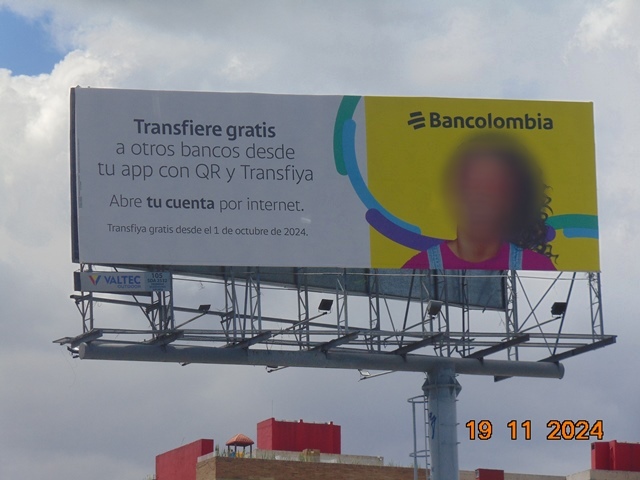 Transfiere gratis
a otros bancos desde
tu app con QR y Transfiya
Abre tu cuenta por internet.
Transfiya gratis desde el 1 de octubre de 2024.
Bancolombia
VALTEC
19 11 2024